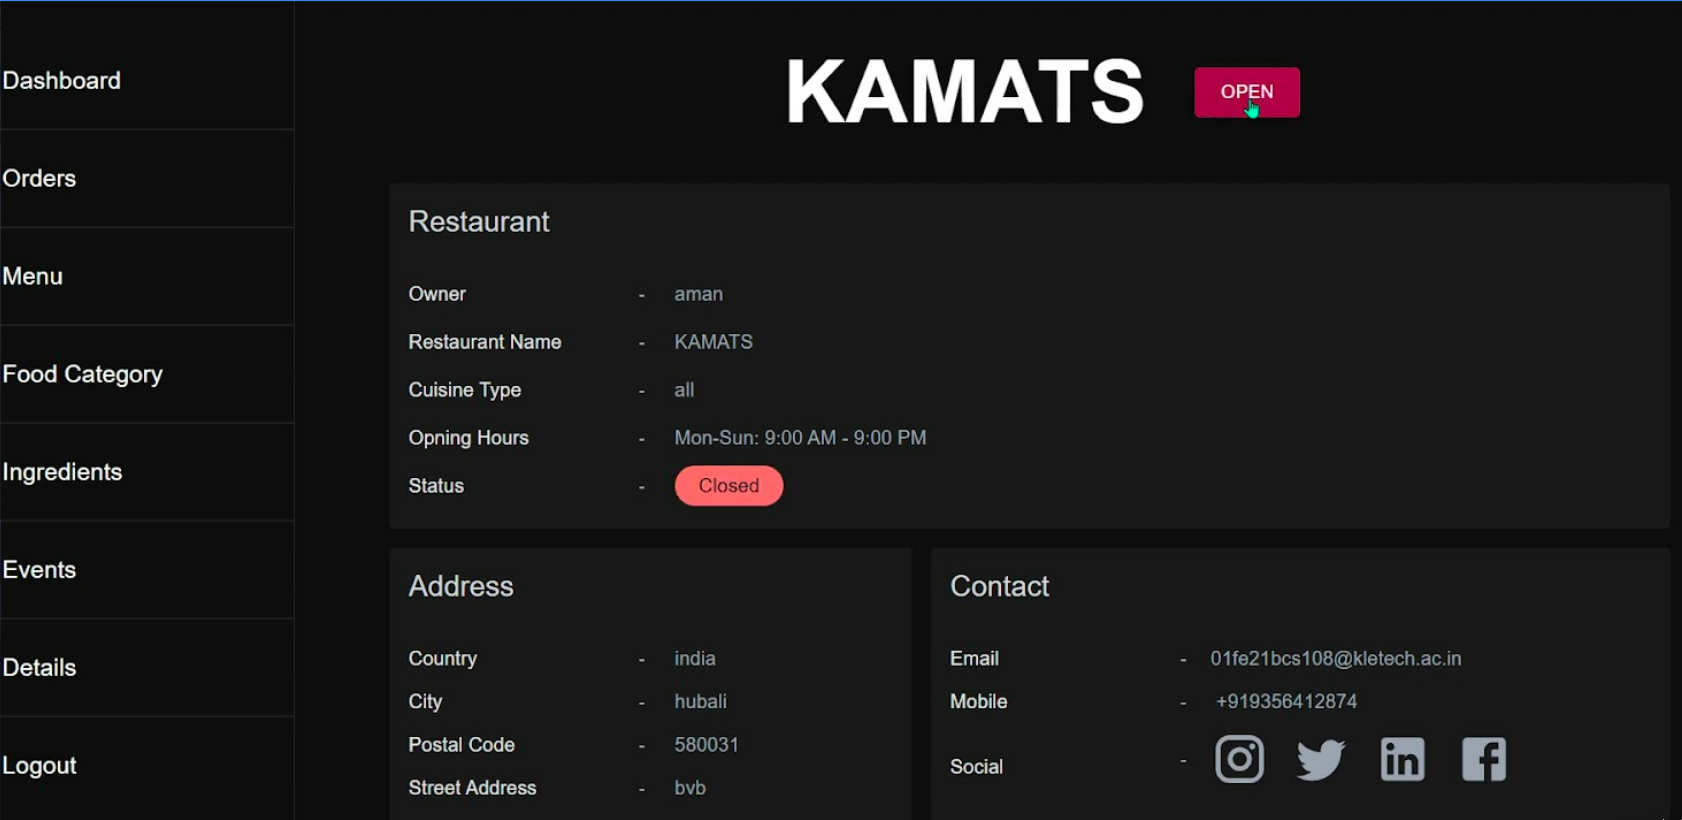 Dashboard
Orders
Menu
Food Category
Ingredients
Events
Details
Logout
KAMATS OPEN
Restaurant
Owner - aman
Restaurant Name - KAMATS
Cuisine Type - all
Opning Hours - Mon-Sun: 9:00 AM - 9:00 PM
Status - Closed
Address
Country - india
City - hubali
Postal Code - 580031
Street Address - bvb
Contact
Email - 01fe21bcs108@kletech.ac.in
Mobile - +919356412874
Social -